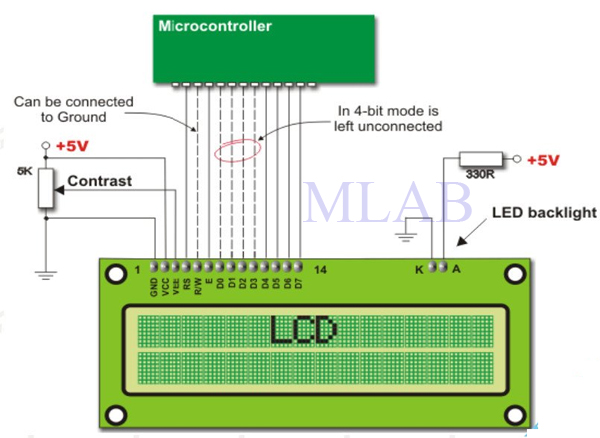 Microcontroller
Can be connected
to Ground
In 4-bit mode is
left unconnected
+5V
5K
Contrast
+5V
330R
MLAB
LED backlight
1
14
K
A
GND
VCC
VEE
RS
R/W
E
D0
D1
D2
D3
D4
D5
D6
D7
LCD